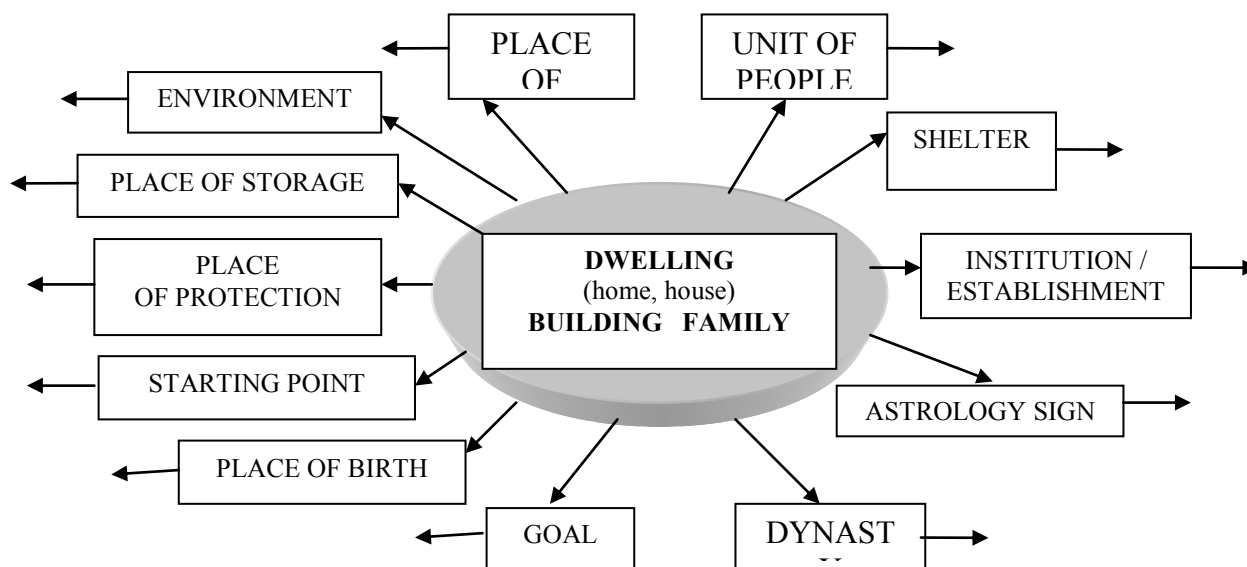 PLACE
OF
UNIT OF
PEOPLE
ENVIRONMENT
SHELTER
PLACE OF STORAGE
DWELLING
(home, house)
BUILDING FAMILY
PLACE
OF PROTECTION
INSTITUTION /
ESTABLISHMENT
STARTING POINT
ASTROLOGY SIGN
PLACE OF BIRTH
GOAL
DYNAST